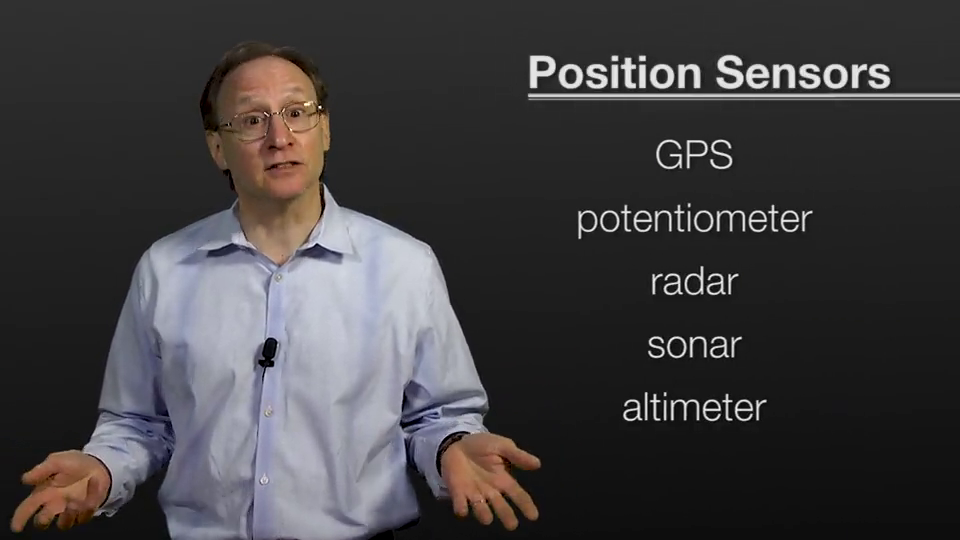 Position Sensors
GPS
potentiometer
radar
sonar
altimeter